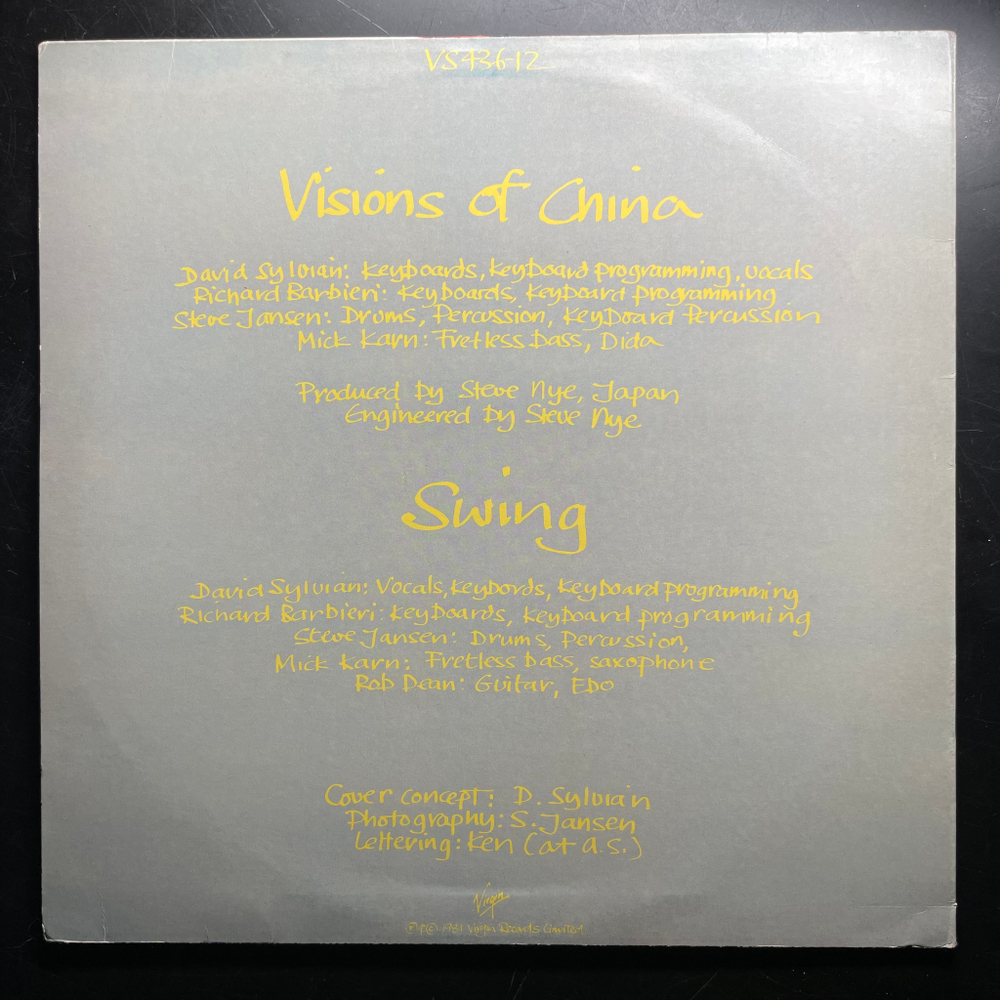 VS436-12
Visions of China
David Sylvian: Keyboards, Keyboard Programming, vocals
Richard Barbieri: Keyboards, Keyboard Programming
Steve Jansen: Drums, Percussion, Keyboard Percussion
Mick Karn: Fretless bass, Dida
Produced by Steve Nye, Japan
Engineered by Steve Nye
Swing
David Sylvian: Vocals, Keybords, Keyboard Programming
Richard Barbieri: Keyboards, Keyboard programming
Steve Jansen: Drums, Percussion,
Mick Karn: Fretless bass, saxophone
Rob Dean: Guitar, Ebo
Cover concept: D. Sylvian
Photography: S. Jansen
Lettering: Ken (at a.s.)
Virgin
℗ & © 1981 Virgin Records Limited